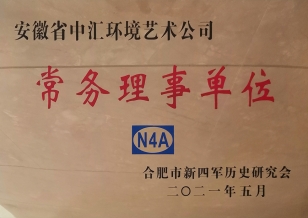 安徽省中汇环境艺术公司
常务理事单位
N4A
合肥市新四军历史研究会
二〇二一年五月